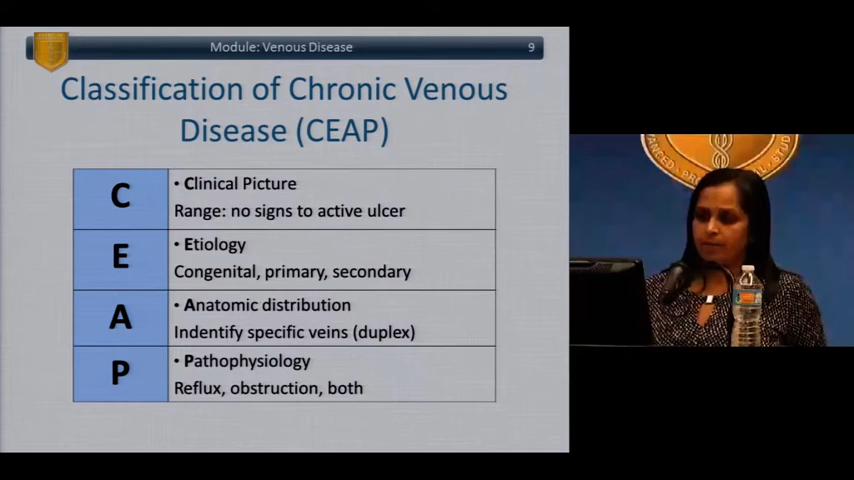 Module: Venous Disease
9
Classification of Chronic Venous
Disease (CEAP)
C
• Clinical Picture
Range: no signs to active ulcer
E
• Etiology
Congenital, primary, secondary
A
• Anatomic distribution
Indentify specific veins (duplex)
P
• Pathophysiology
Reflux, obstruction, both